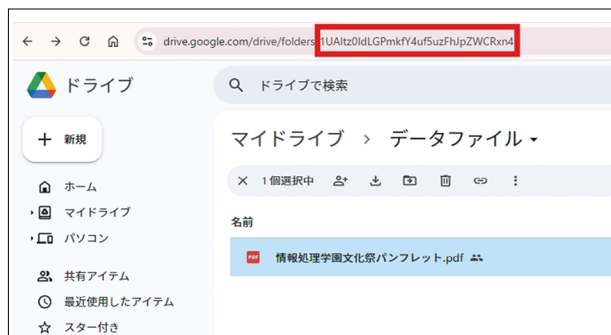 drive.google.com/drive/folders/1UAltz0ldLGPmkfY4uf5uzFhJpZWCRxn4
ドライブ
ドライブで検索
新規
マイドライブ > データファイル
1 個選択中
ホーム
マイドライブ
パソコン
名前
PDF 情報処理学園文化祭パンフレット.pdf
共有アイテム
最近使用したアイテム
スター付き